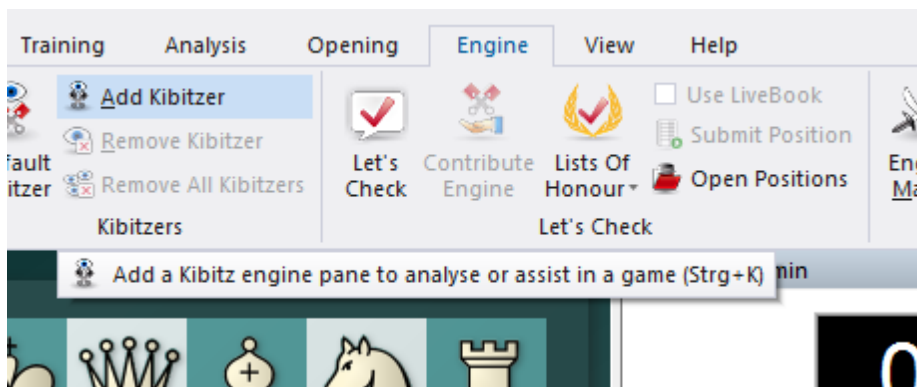 Training Analysis Opening Engine View Help
Add Kibitzer
Remove Kibitzer
Remove All Kibitzers
Kibitzers
Let's
Check
Contribute
Engine
Lists Of
Honour
Use LiveBook
Submit Position
Open Positions
Let's Check
Add a Kibitz engine pane to analyse or assist in a game (Strg+K)